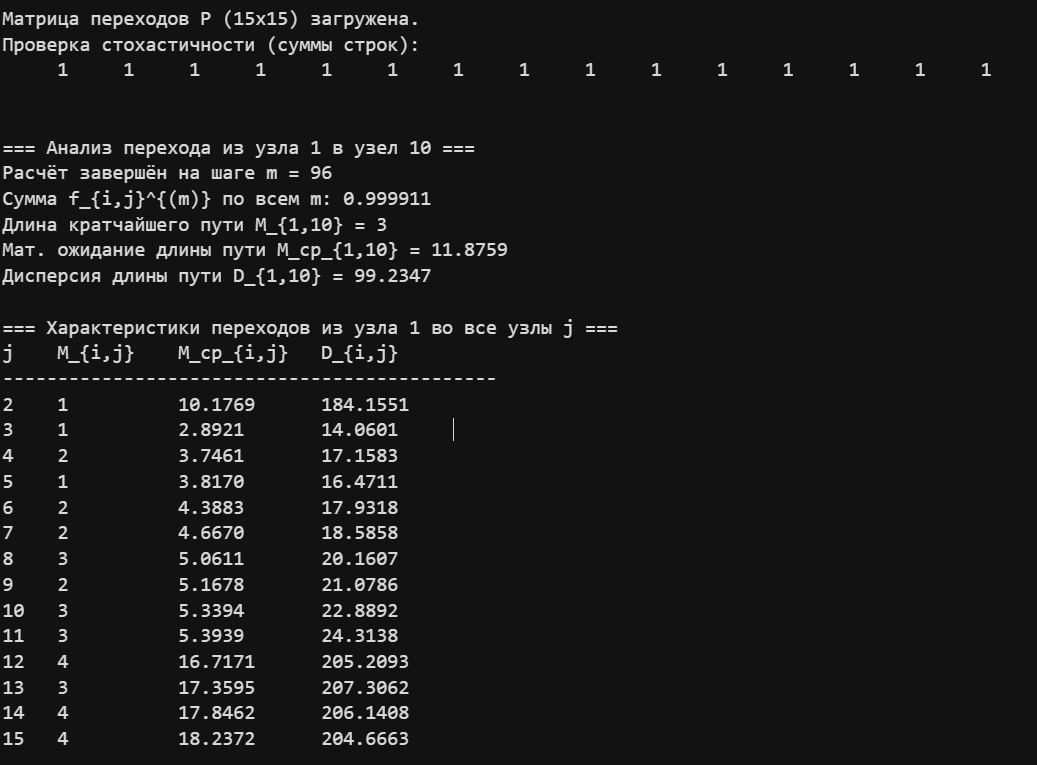 Матрица переходов P (15x15) загружена.
Проверка стохастичности (суммы строк):
1 1 1 1 1 1 1 1 1 1 1 1 1 1 1
=== Анализ перехода из узла 1 в узел 10 ===
Расчёт завершён на шаге m = 96
Сумма f_{i,j}^{(m)} по всем m: 0.999911
Длина кратчайшего пути M_{1,10} = 3
Мат. ожидание длины пути M_ср_{1,10} = 11.8759
Дисперсия длины пути D_{1,10} = 99.2347
=== Характеристики переходов из узла 1 во все узлы j ===
j M_{i,j} M_ср_{i,j} D_{i,j}
---------------------------------------------
2 1 10.1769 184.1551
3 1 2.8921 14.0601
4 2 3.7461 17.1583
5 1 3.8170 16.4711
6 2 4.3883 17.9318
7 2 4.6670 18.5858
8 3 5.0611 20.1607
9 2 5.1678 21.0786
10 3 5.3394 22.8892
11 3 5.3939 24.3138
12 4 16.7171 205.2093
13 3 17.3595 207.3062
14 4 17.8462 206.1408
15 4 18.2372 204.6663